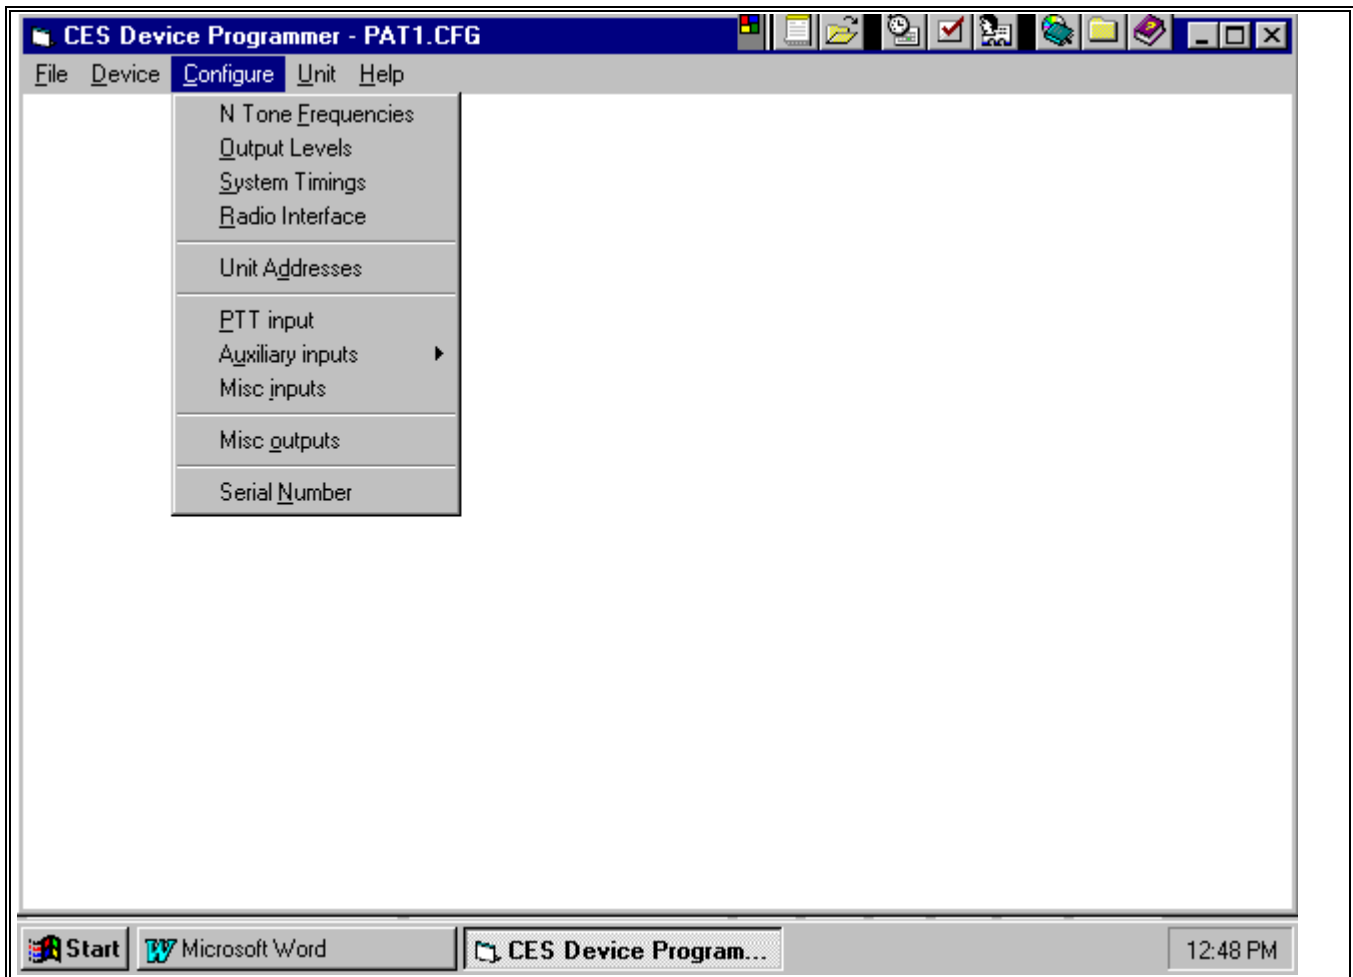 CES Device Programmer - PAT1.CFG
File Device Configure Unit Help
N Tone Frequencies
Output Levels
System Timings
Radio Interface
Unit Addresses
PTT input
Auxiliary inputs
Misc inputs
Misc outputs
Serial Number
Start Microsoft Word CES Device Program... 12:48 PM